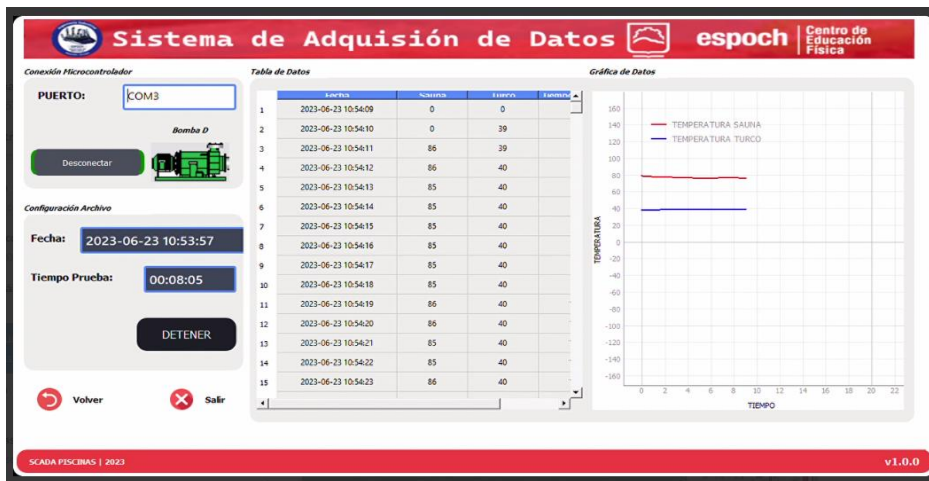 Sistema de Adquisión de Datos
espoch
Centro de
Educación
Física
Conexión Microcontrolador
PUERTO:
COM3
Bomba D
Desconectar
Configuración Archivo
Fecha:
2023-06-23 10:53:57
Tiempo Prueba:
00:08:05
DETENER
Volver
Salir
Tabla de Datos
Fecha Sauna Turco Tiempo
1 2023-06-23 10:54:09 0 0
2 2023-06-23 10:54:10 0 39
3 2023-06-23 10:54:11 86 39
4 2023-06-23 10:54:12 86 40
5 2023-06-23 10:54:13 85 40
6 2023-06-23 10:54:14 85 40
7 2023-06-23 10:54:15 85 40
8 2023-06-23 10:54:16 85 40
9 2023-06-23 10:54:17 85 40
10 2023-06-23 10:54:18 85 40
11 2023-06-23 10:54:19 86 40
12 2023-06-23 10:54:20 86 40
13 2023-06-23 10:54:21 85 40
14 2023-06-23 10:54:22 85 40
15 2023-06-23 10:54:23 86 40
Gráfica de Datos
TEMPERATURA SAUNA
TEMPERATURA TURCO
TEMPERATURA
160
140
120
100
80
60
40
20
0
-20
-40
-60
-80
-100
-120
-140
-160
0 2 4 6 8 10 12 14 16 18 20 22
TIEMPO
SCADA PISCINAS | 2023
v1.0.0